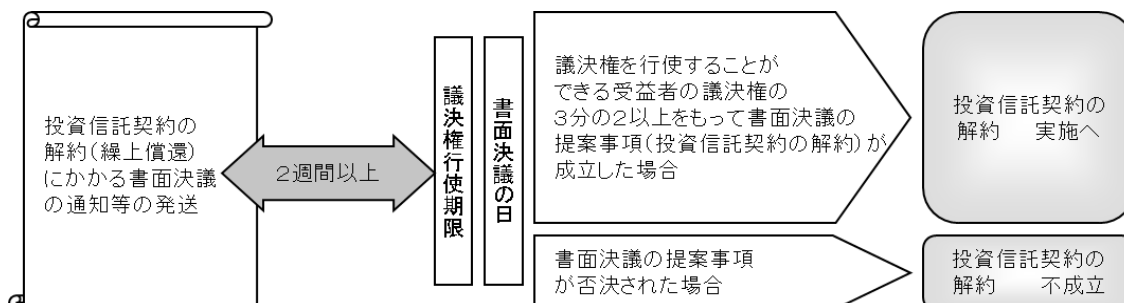 投資信託契約の
解約(繰上償還)
にかかる書面決議
の通知等の発送
2週間以上
議決権行使期限
書面決議の日
議決権を行使することが
できる受益者の議決権の
3分の2以上をもって書面決議の
提案事項(投資信託契約の解約)が
成立した場合
投資信託契約の
解約　実施へ
書面決議の提案事項
が否決された場合
投資信託契約の
解約　不成立